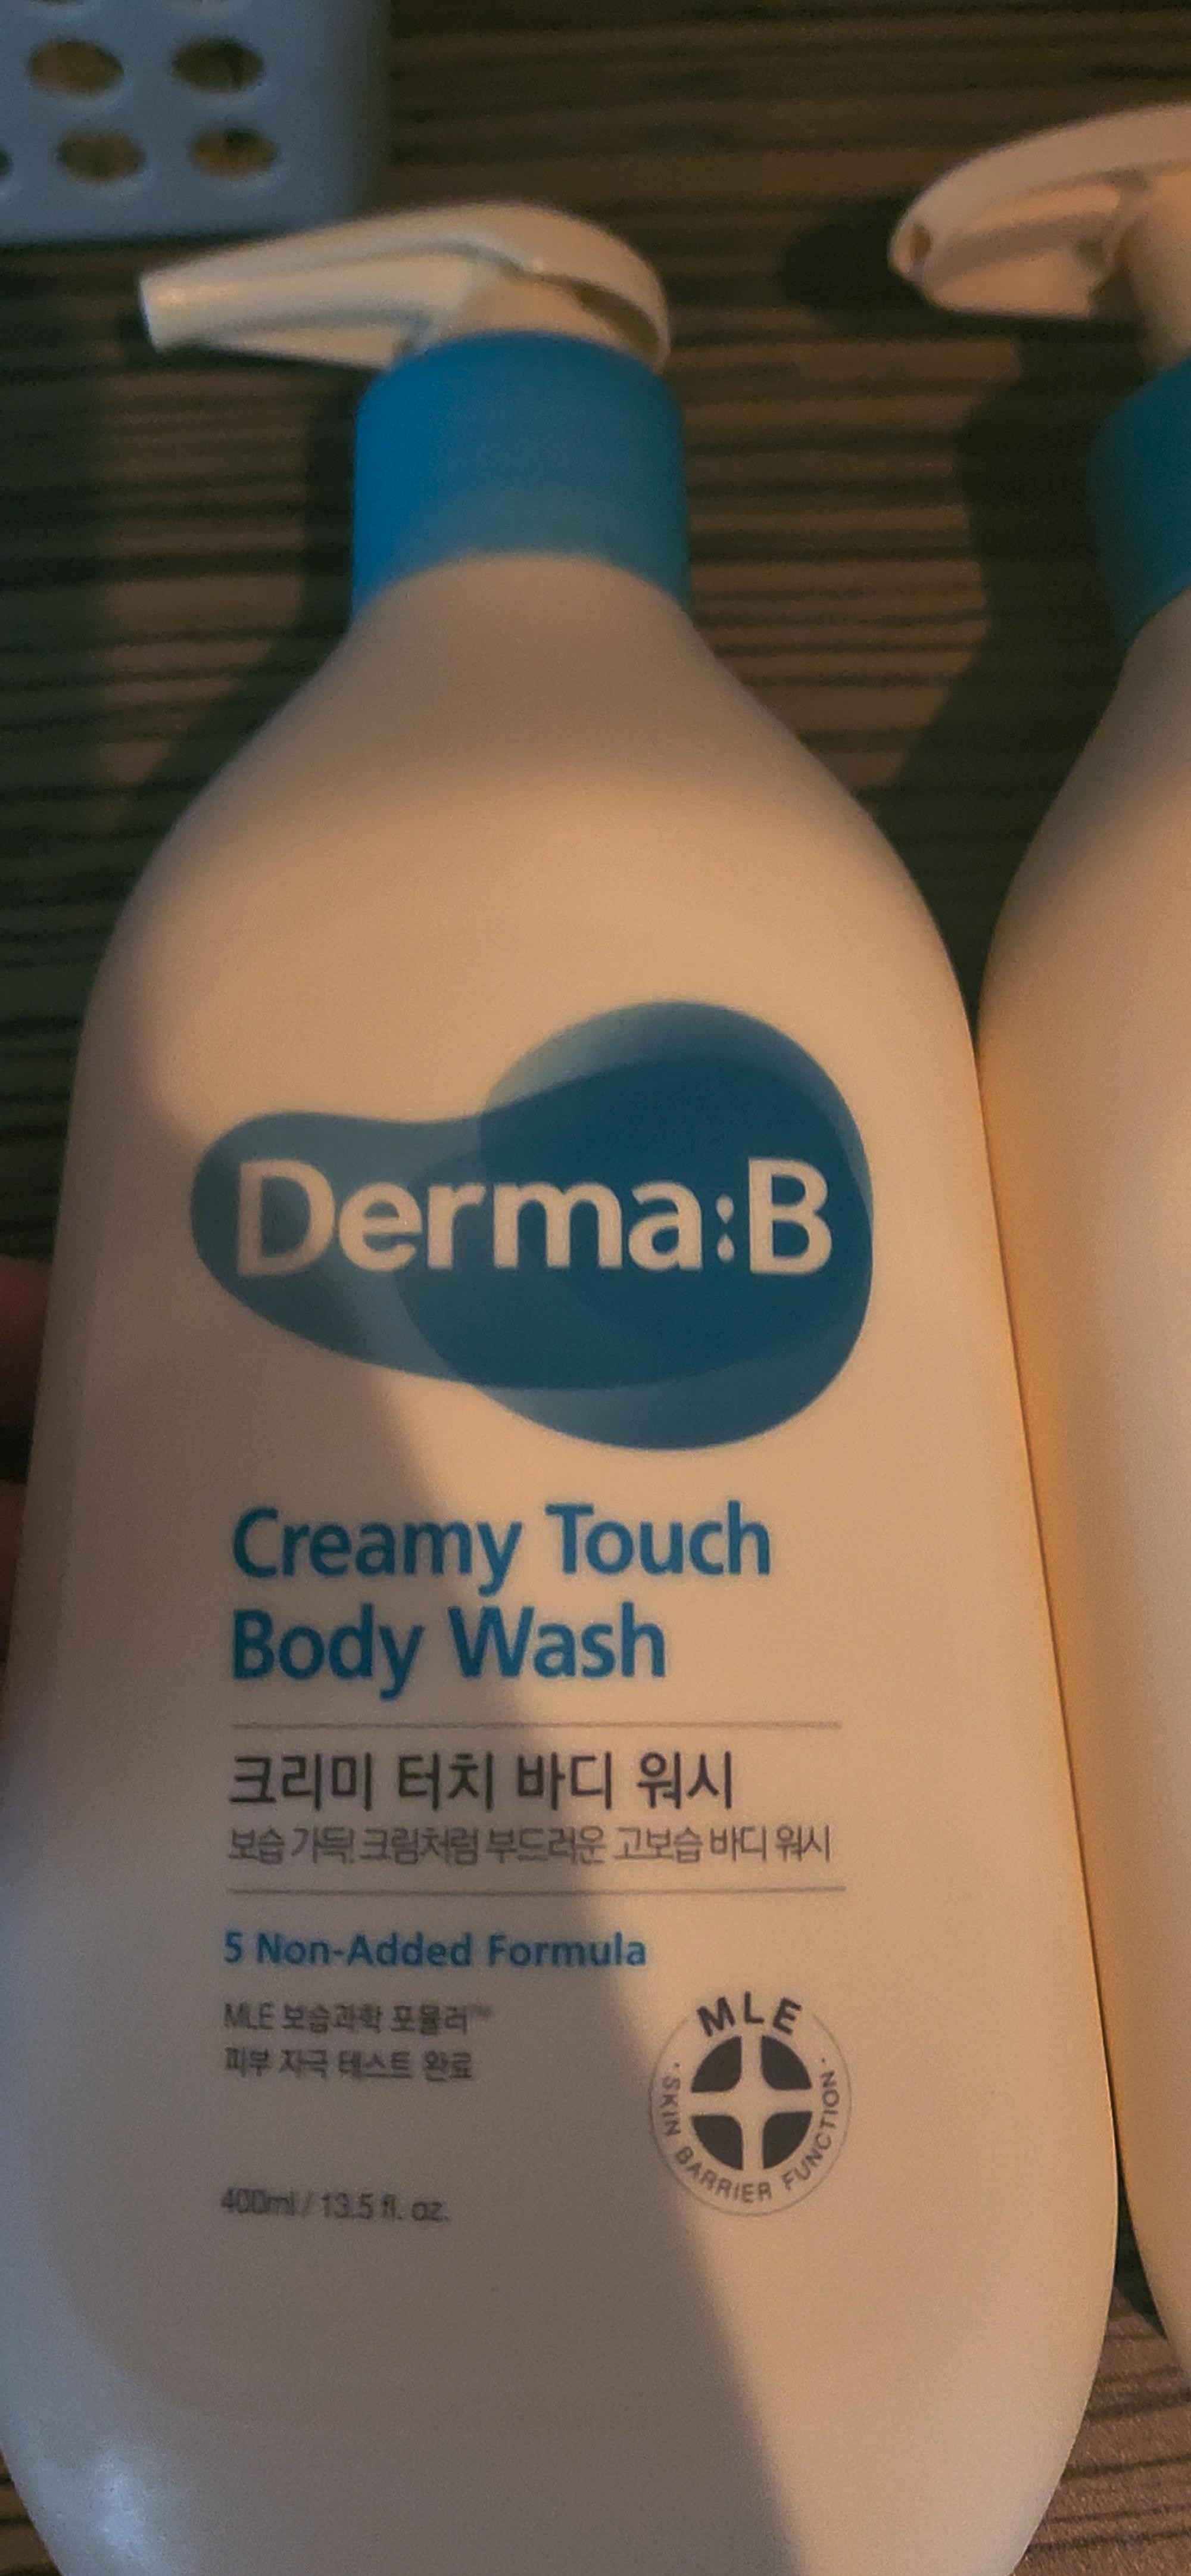 Derma:B
Creamy Touch
Body Wash
크리미 터치 바디 워시
보습 가득! 크림처럼 부드러운 고보습 바디 워시
5 Non-Added Formula
MLE 보습과학 포뮬러™
피부 자극 테스트 완료
MLE
· SKIN BARRIER FUNCTION ·
400ml / 13.5 fl. oz.